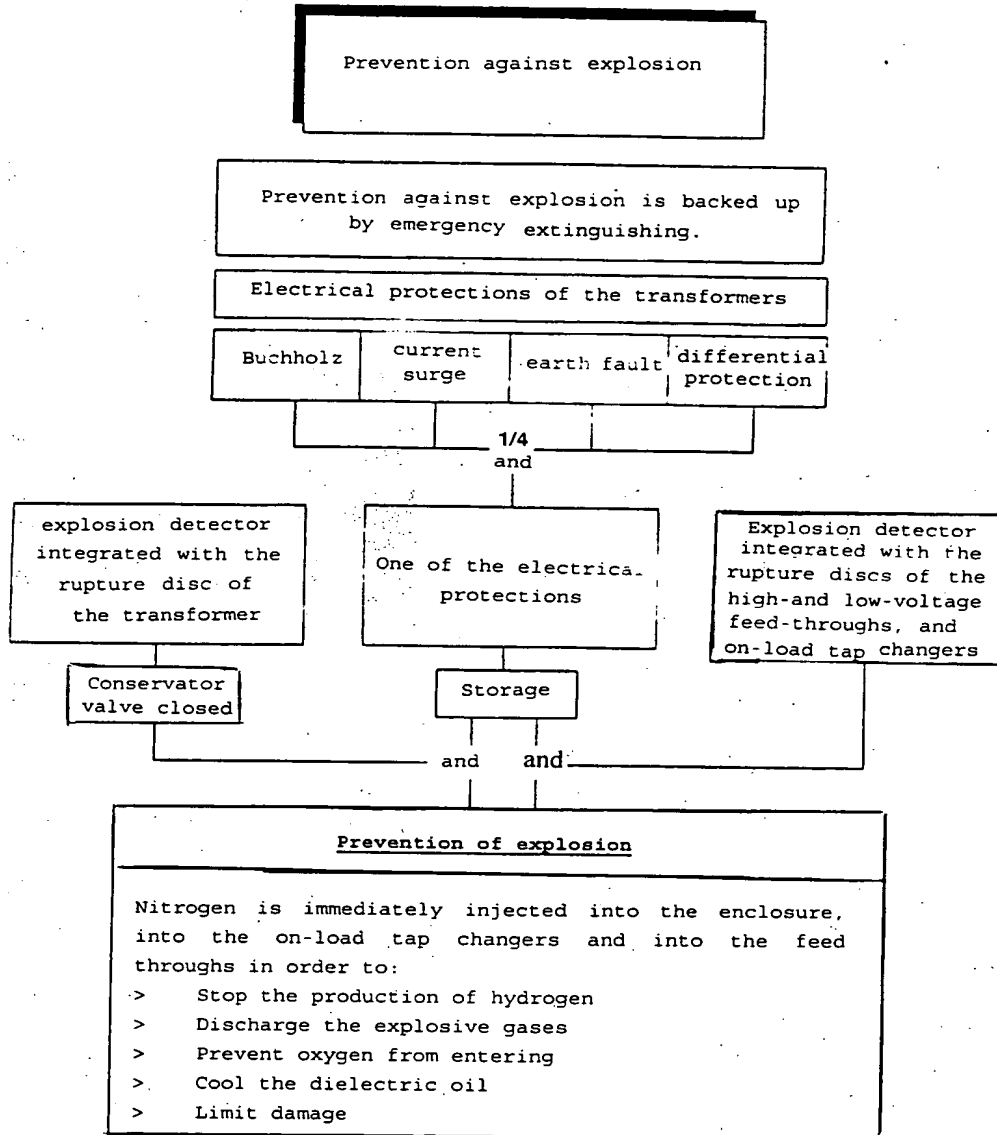 Prevention against explosion
Prevention against explosion is backed up
by emergency extinguishing.
Electrical protections of the transformers
Buchholz
current
surge
earth fault
differential
protection
1/4
and
explosion detector
integrated with the
rupture disc of
the transformer
One of the electrica
protections
Explosion detector
integrated with the
rupture discs of the
high-and low-voltage
feed-throughs, and
on-load tap changers
Conservator
valve closed
Storage
and
and
Prevention of explosion
Nitrogen is immediately injected into the enclosure,
into the on-load tap changers and into the feed
throughs in order to:
> Stop the production of hydrogen
> Discharge the explosive gases
> Prevent oxygen from entering
> Cool the dielectric oil
> Limit damage